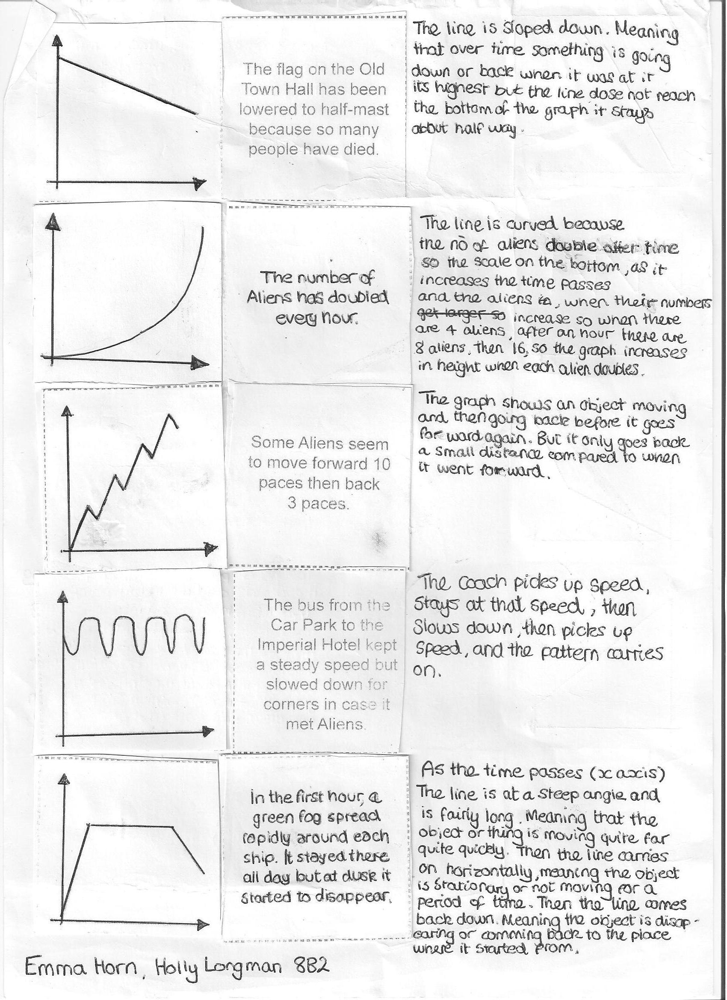 The flag on the Old
Town Hall has been
lowered to half-mast
because so many
people have died.
The line is sloped down. Meaning
that over time something is going
down or back when it was at it
its highest but the line dose not reach
the bottom of the graph it stays
about half way.
The number of
Aliens has doubled
every hour.
The line is curved because
the no of aliens double after time
so the scale on the bottom, as it
increases the time passes
and the aliens in, when their numbers
get larger so increase so when there
are 4 aliens, after an hour there are
8 aliens, then 16, so the graph increases
in height when each alien doubles.
Some Aliens seem
to move forward 10
paces then back
3 paces.
The graph shows an object moving
and then going back before it goes
for ward again. But it only goes back
a small distance compared to when
it went forward.
The bus from the
Car Park to the
Imperial Hotel kept
a steady speed but
slowed down for
corners in case it
met Aliens.
The coach picks up speed,
stays at that speed, then
slows down, then picks up
speed, and the pattern carries
on.
In the first hour, a
green fog spread
rapidly around each
ship. It stayed there
all day but at dusk it
started to disappear.
As the time passes (x axis)
The line is at a steep angle and
is fairly long. Meaning that the
object or thing is moving quite far
quite quickly. Then the line carries
on horizontally, meaning the object
is stationary or not moving for a
period of time. Then the line comes
back down. Meaning the object is disap-
earing or comming back to the place
where it started from.
Emma Horn, Holly Longman 8B2